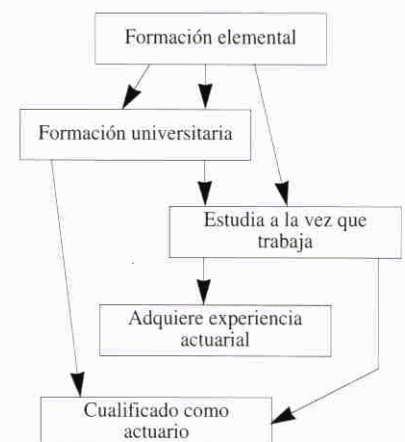 Formación elemental
Formación universitaria
Estudia a la vez que
trabaja
Adquiere experiencia
actuarial
Cualificado como
actuario